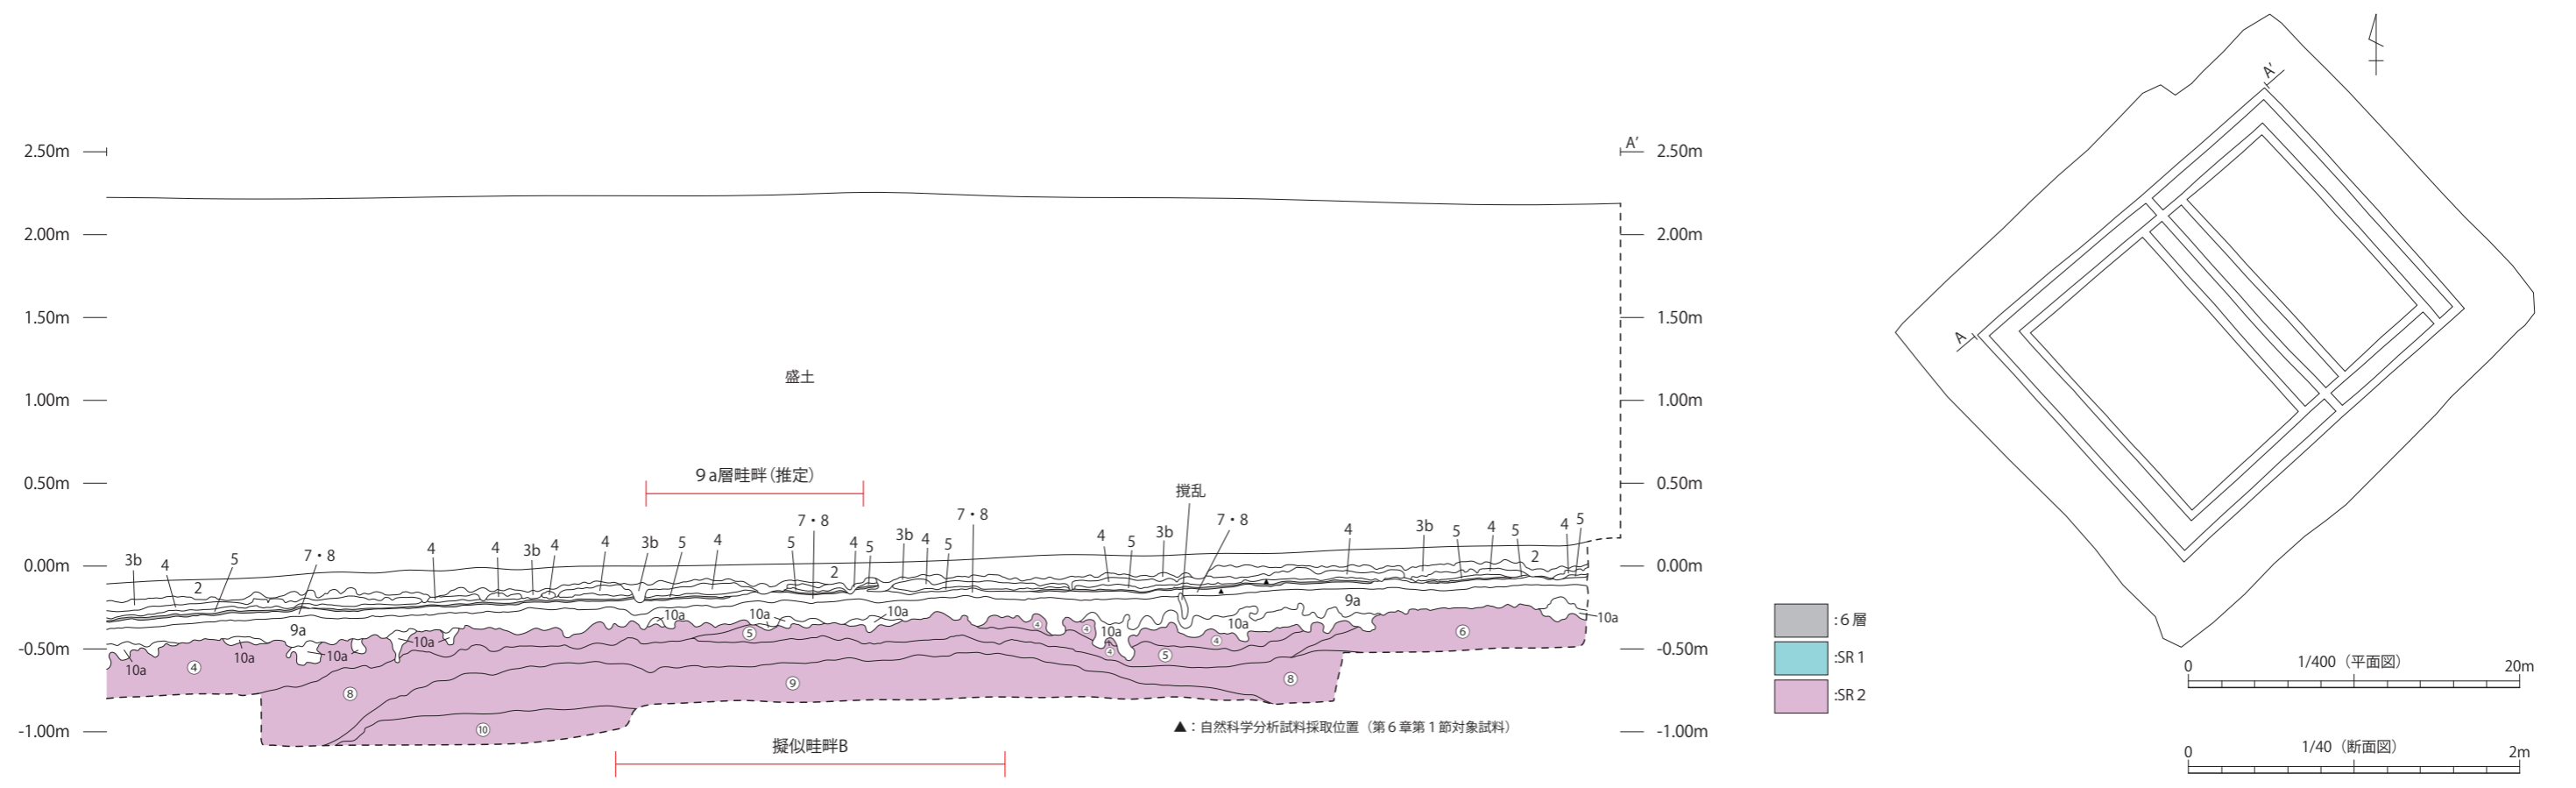 2.50m
2.00m
1.50m
1.00m
0.50m
0.00m
-0.50m
-1.00m
A'
2.50m
2.00m
1.50m
1.00m
0.50m
0.00m
-0.50m
-1.00m
盛土
9a層畦畔(推定)
撹乱
3b 4 2 5 7・8 4 4 3b 4 4 3b 5 4 5 7・8 2 4 5 3b 4 5 7・8 4 5 3b 7・8 4 3b 5 4 5 2 4 5
9a 9a
10a 10a 10a 10a 10a 10a 10a 10a 10a 10a
④ ⑧ ⑩ ⑤ ⑨ ④ ④ ④ ⑤ ④ ⑧ ⑥
擬似畦畔B
▲:自然科学分析試料採取位置(第6章第1節対象試料)
:6層
:SR1
:SR2
A'
A
0 1/400(平面図) 20m
0 1/40(断面図) 2m